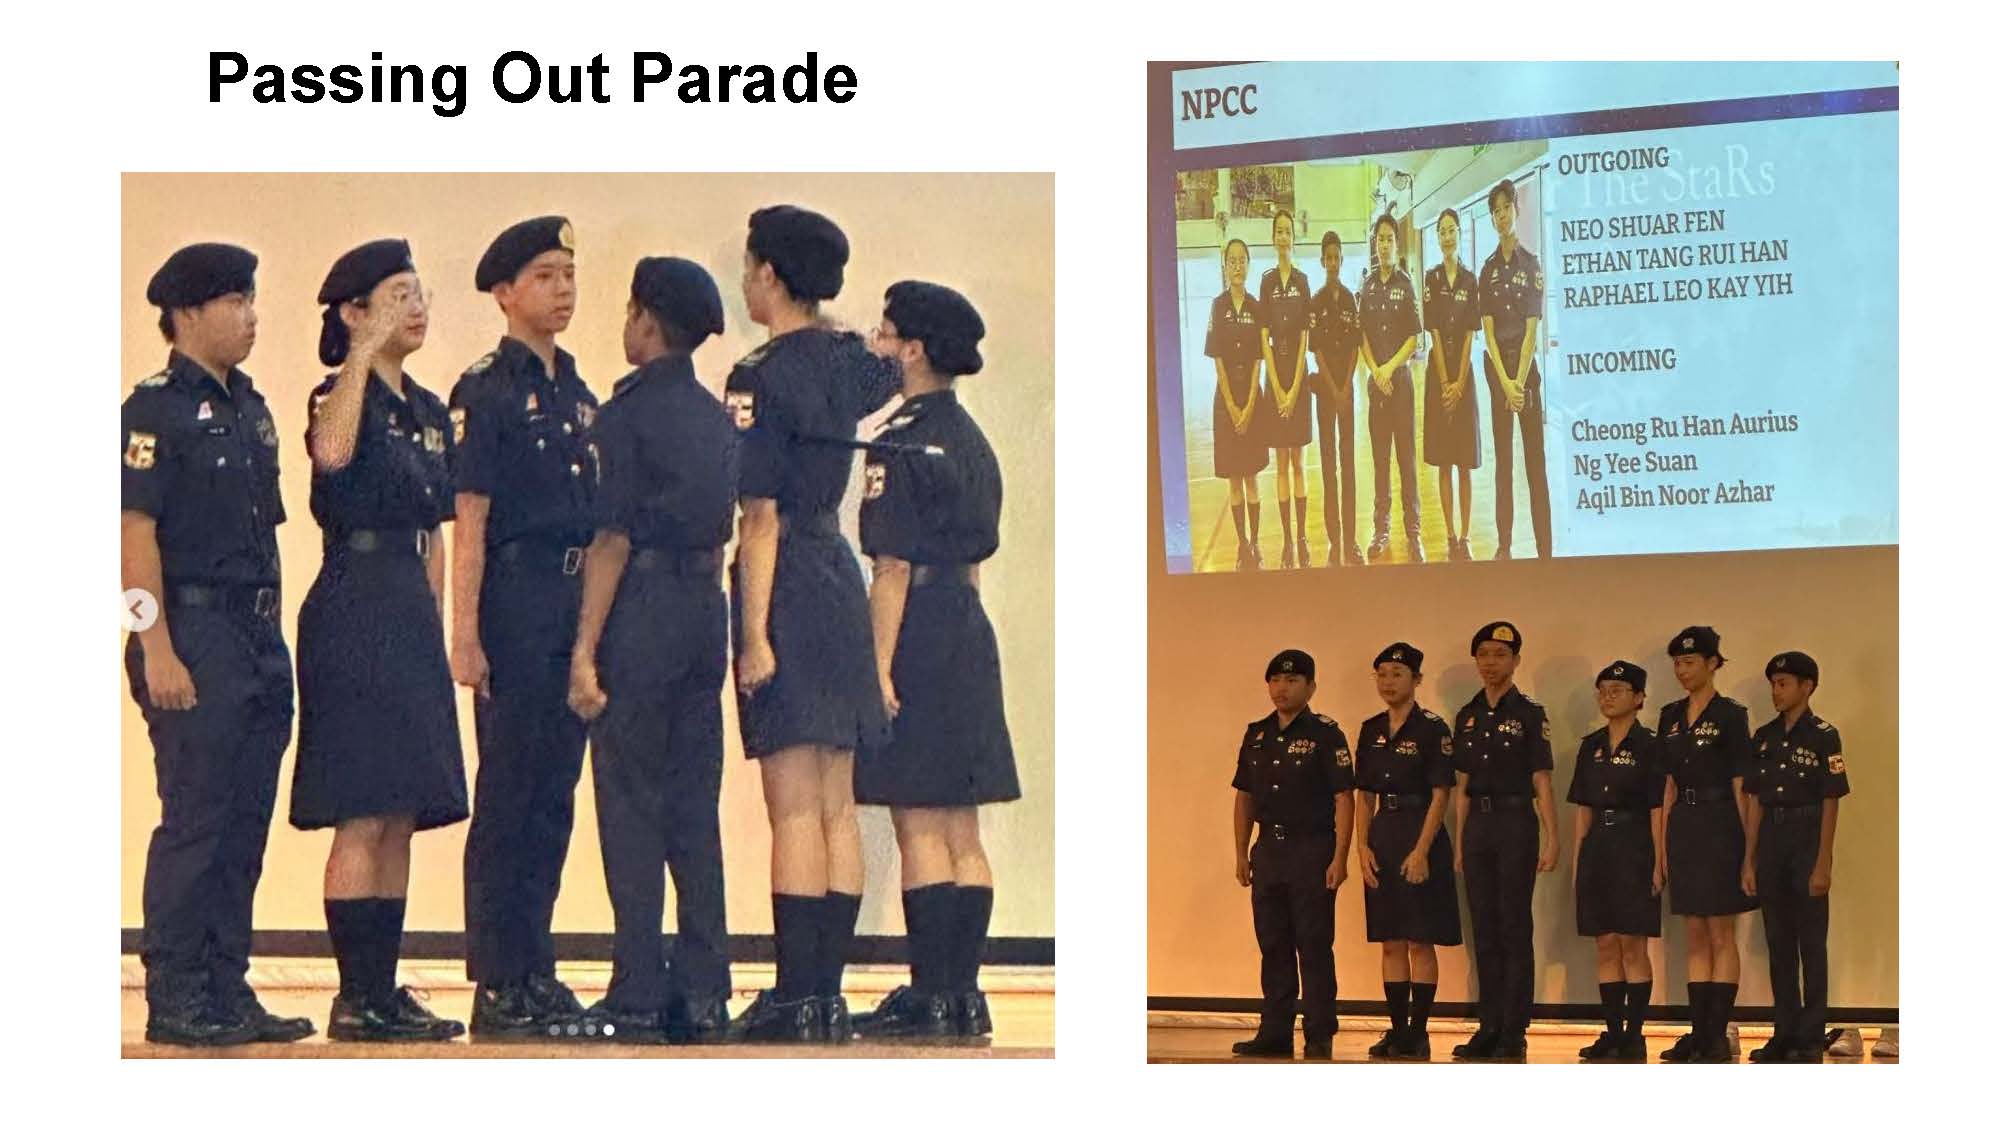 Passing Out Parade
NPCC
OUTGOING
The StaRs
NEO SHUAR FEN
ETHAN TANG RUI HAN
RAPHAEL LEO KAY YIH
INCOMING
Cheong Ru Han Aurius
Ng Yee Suan
Aqil Bin Noor Azhar